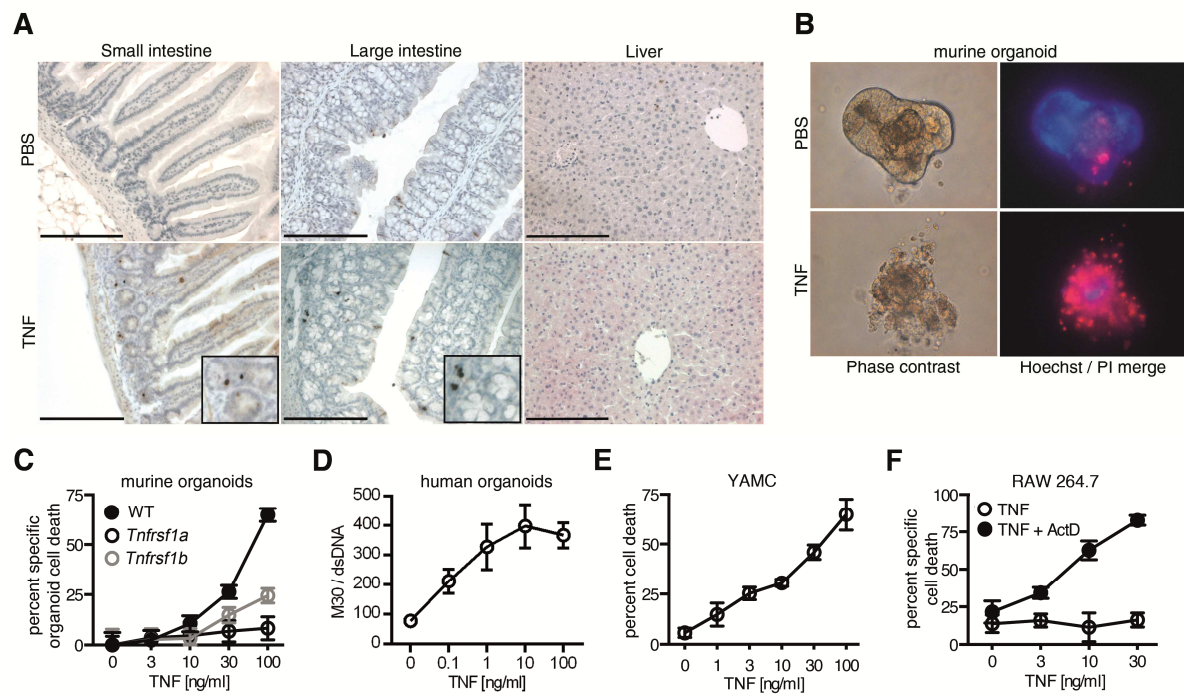 A
Small intestine
Large intestine
Liver
PBS
TNF
B
murine organoid
PBS
TNF
Phase contrast
Hoechst / PI merge
C
murine organoids
percent specific
organoid cell death
75
50
25
0
WT
Tnfrsf1a
Tnfrsf1b
0 3 10 30 100
TNF [ng/ml]
D
human organoids
M30 / dsDNA
500
400
300
200
100
0
0 0.1 1 10 100
TNF [ng/ml]
E
YAMC
percent cell death
75
50
25
0
0 1 3 10 30 100
TNF [ng/ml]
F
RAW 264.7
percent specific
cell death
100
75
50
25
0
TNF
TNF + ActD
0 3 10 30
TNF [ng/ml]